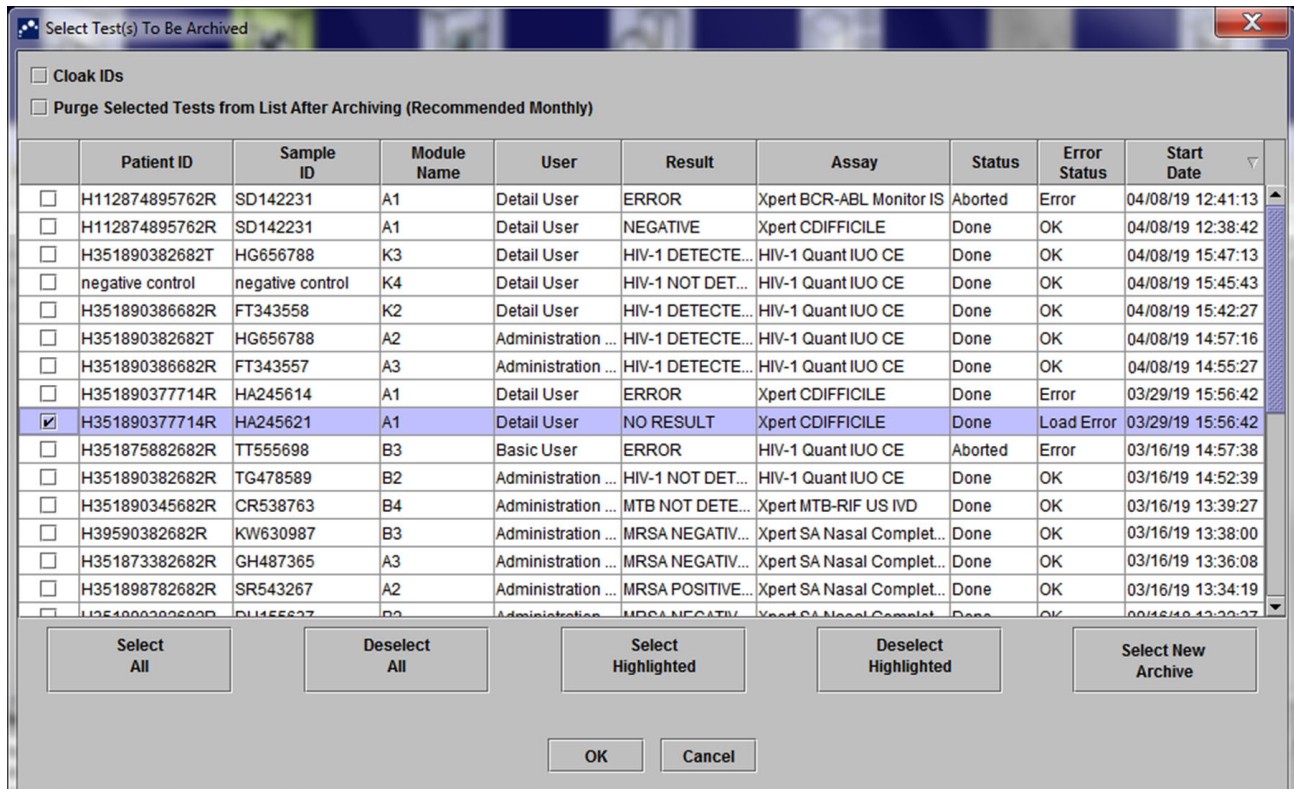 Select Test(s) To Be Archived
Cloak IDs
Purge Selected Tests from List After Archiving (Recommended Monthly)
Patient ID Sample ID Module Name User Result Assay Status Error Status Start Date
H112874895762R SD142231 A1 Detail User ERROR Xpert BCR-ABL Monitor IS Aborted Error 04/08/19 12:41:13
H112874895762R SD142231 A1 Detail User NEGATIVE Xpert CDIFFICILE Done OK 04/08/19 12:38:42
H351890382682T HG656788 K3 Detail User HIV-1 DETECTE... HIV-1 Quant IUO CE Done OK 04/08/19 15:47:13
negative control negative control K4 Detail User HIV-1 NOT DET... HIV-1 Quant IUO CE Done OK 04/08/19 15:45:43
H351890386682R FT343558 K2 Detail User HIV-1 DETECTE... HIV-1 Quant IUO CE Done OK 04/08/19 15:42:27
H351890382682T HG656788 A2 Administration ... HIV-1 DETECTE... HIV-1 Quant IUO CE Done OK 04/08/19 14:57:16
H351890386682R FT343557 A3 Administration ... HIV-1 DETECTE... HIV-1 Quant IUO CE Done OK 04/08/19 14:55:27
H351890377714R HA245614 A1 Detail User ERROR Xpert CDIFFICILE Done Error 03/29/19 15:56:42
H351890377714R HA245621 A1 Detail User NO RESULT Xpert CDIFFICILE Done Load Error 03/29/19 15:56:42
H351875882682R TT555698 B3 Basic User ERROR HIV-1 Quant IUO CE Aborted Error 03/16/19 14:57:38
H351890382682R TG478589 B2 Administration ... HIV-1 NOT DET... HIV-1 Quant IUO CE Done OK 03/16/19 14:52:39
H351890345682R CR538763 B4 Administration ... MTB NOT DETE... Xpert MTB-RIF US IVD Done OK 03/16/19 13:39:27
H39590382682R KW630987 B3 Administration ... MRSA NEGATIV... Xpert SA Nasal Complet... Done OK 03/16/19 13:38:00
H351873382682R GH487365 A3 Administration ... MRSA NEGATIV... Xpert SA Nasal Complet... Done OK 03/16/19 13:36:08
H351898782682R SR543267 A2 Administration ... MRSA POSITIVE... Xpert SA Nasal Complet... Done OK 03/16/19 13:34:19
Administration ... MRSA NEGATIV... Xpert SA Nasal Complet... Done OK
Select All Deselect All Select Highlighted Deselect Highlighted Select New Archive
OK Cancel